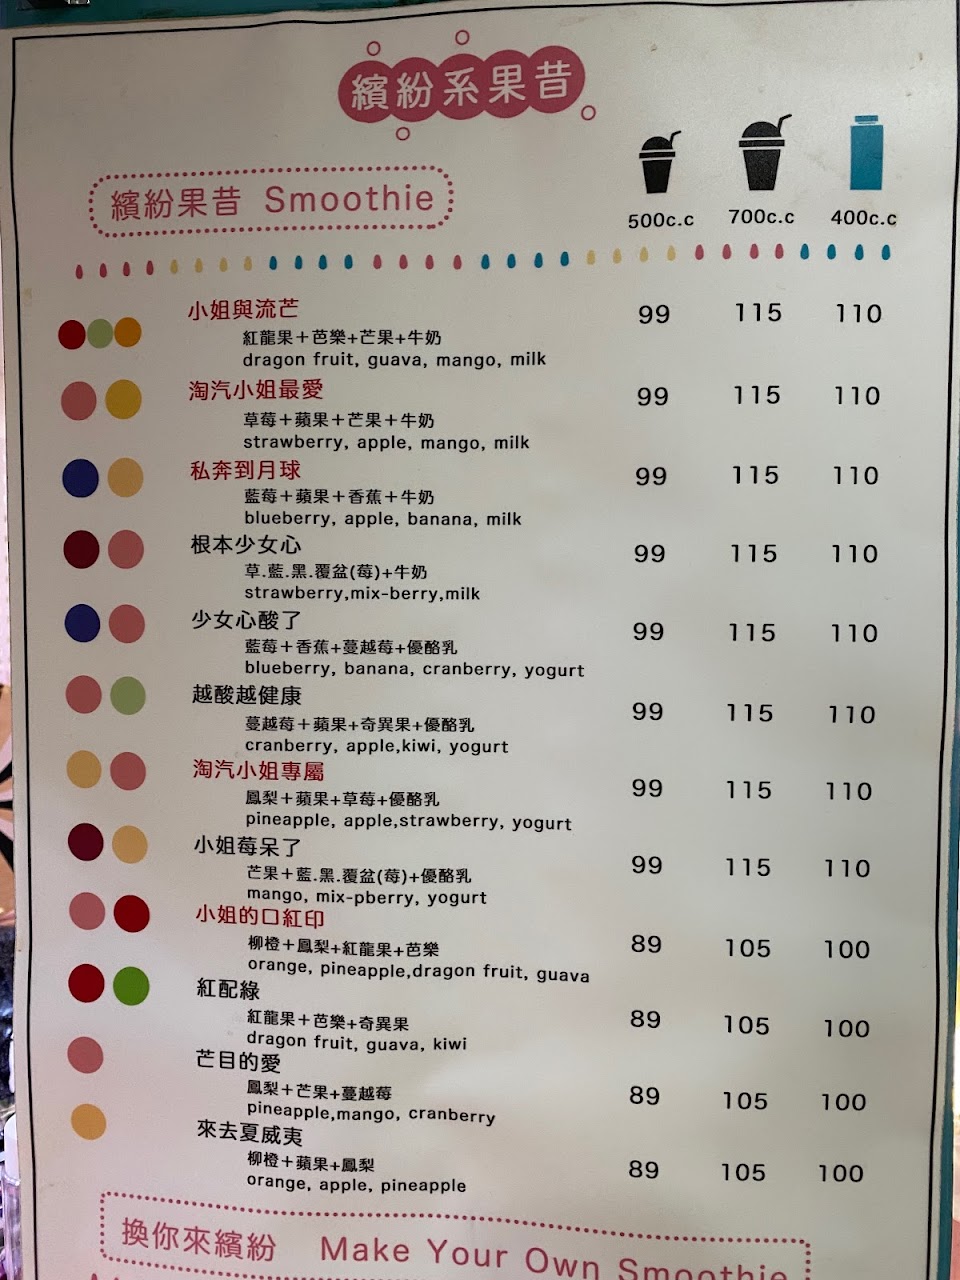 繽紛系果昔
繽紛果昔 Smoothie
500c.c 700c.c 400c.c
小姐與流芒 99 115 110
紅龍果+芭樂+芒果+牛奶
dragon fruit, guava, mango, milk
淘汽小姐最愛 99 115 110
草莓+蘋果+芒果+牛奶
strawberry, apple, mango, milk
私奔到月球 99 115 110
藍莓+蘋果+香蕉+牛奶
blueberry, apple, banana, milk
根本少女心 99 115 110
草.藍.黑.覆盆(莓)+牛奶
strawberry,mix-berry,milk
少女心酸了 99 115 110
藍莓+香蕉+蔓越莓+優酪乳
blueberry, banana, cranberry, yogurt
越酸越健康 99 115 110
蔓越莓+蘋果+奇異果+優酪乳
cranberry, apple,kiwi, yogurt
淘汽小姐專屬 99 115 110
鳳梨+蘋果+草莓+優酪乳
pineapple, apple,strawberry, yogurt
小姐莓呆了 99 115 110
芒果+藍.黑.覆盆(莓)+優酪乳
mango, mix-pberry, yogurt
小姐的口紅印 89 105 100
柳橙+鳳梨+紅龍果+芭樂
orange, pineapple,dragon fruit, guava
紅配綠 89 105 100
紅龍果+芭樂+奇異果
dragon fruit, guava, kiwi
芒目的愛 89 105 100
鳳梨+芒果+蔓越莓
pineapple,mango, cranberry
來去夏威夷 89 105 100
柳橙+蘋果+鳳梨
orange, apple, pineapple
換你來繽紛 Make Your Own Smoothie